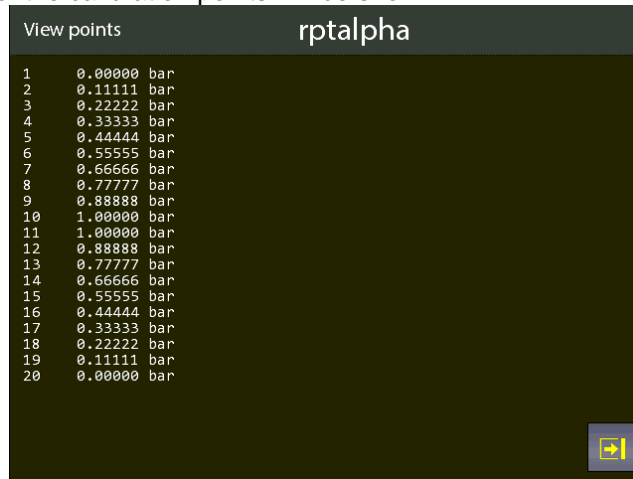 View points rptalpha
1 0.00000 bar
2 0.11111 bar
3 0.22222 bar
4 0.33333 bar
5 0.44444 bar
6 0.55555 bar
7 0.66666 bar
8 0.77777 bar
9 0.88888 bar
10 1.00000 bar
11 1.00000 bar
12 0.88888 bar
13 0.77777 bar
14 0.66666 bar
15 0.55555 bar
16 0.44444 bar
17 0.33333 bar
18 0.22222 bar
19 0.11111 bar
20 0.00000 bar